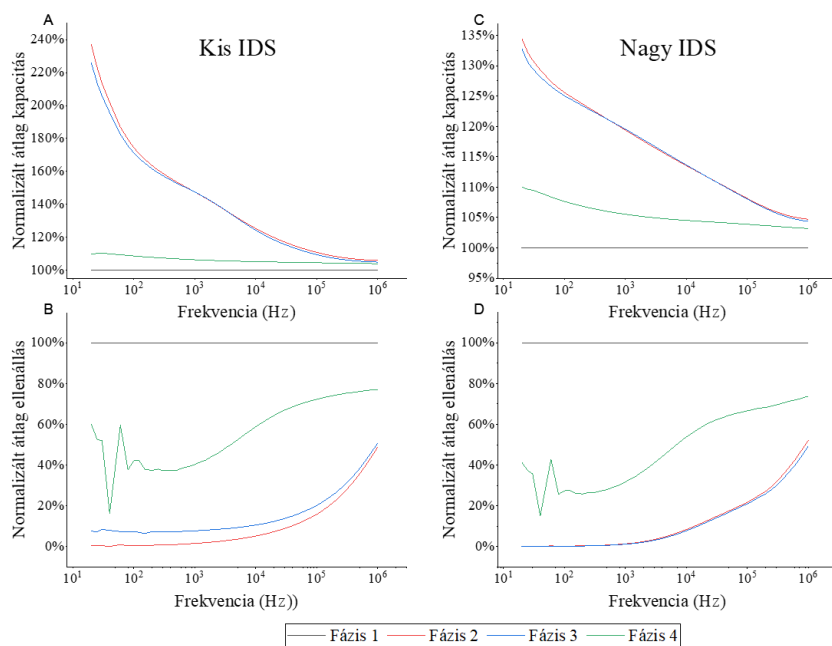 A
Kis IDS
Normalizált átlag kapacitás
240%
220%
200%
180%
160%
140%
120%
100%
10¹ 10² 10³ 10⁴ 10⁵ 10⁶
Frekvencia (Hz)
C
Nagy IDS
Normalizált átlag kapacitás
135%
130%
125%
120%
115%
110%
105%
100%
95%
10¹ 10² 10³ 10⁴ 10⁵ 10⁶
Frekvencia (Hz)
B
Normalizált átlag ellenállás
100%
80%
60%
40%
20%
0%
10¹ 10² 10³ 10⁴ 10⁵ 10⁶
Frekvencia (Hz))
D
Normalizált átlag ellenállás
100%
80%
60%
40%
20%
0%
10¹ 10² 10³ 10⁴ 10⁵ 10⁶
Frekvencia (Hz)
Fázis 1 Fázis 2 Fázis 3 Fázis 4